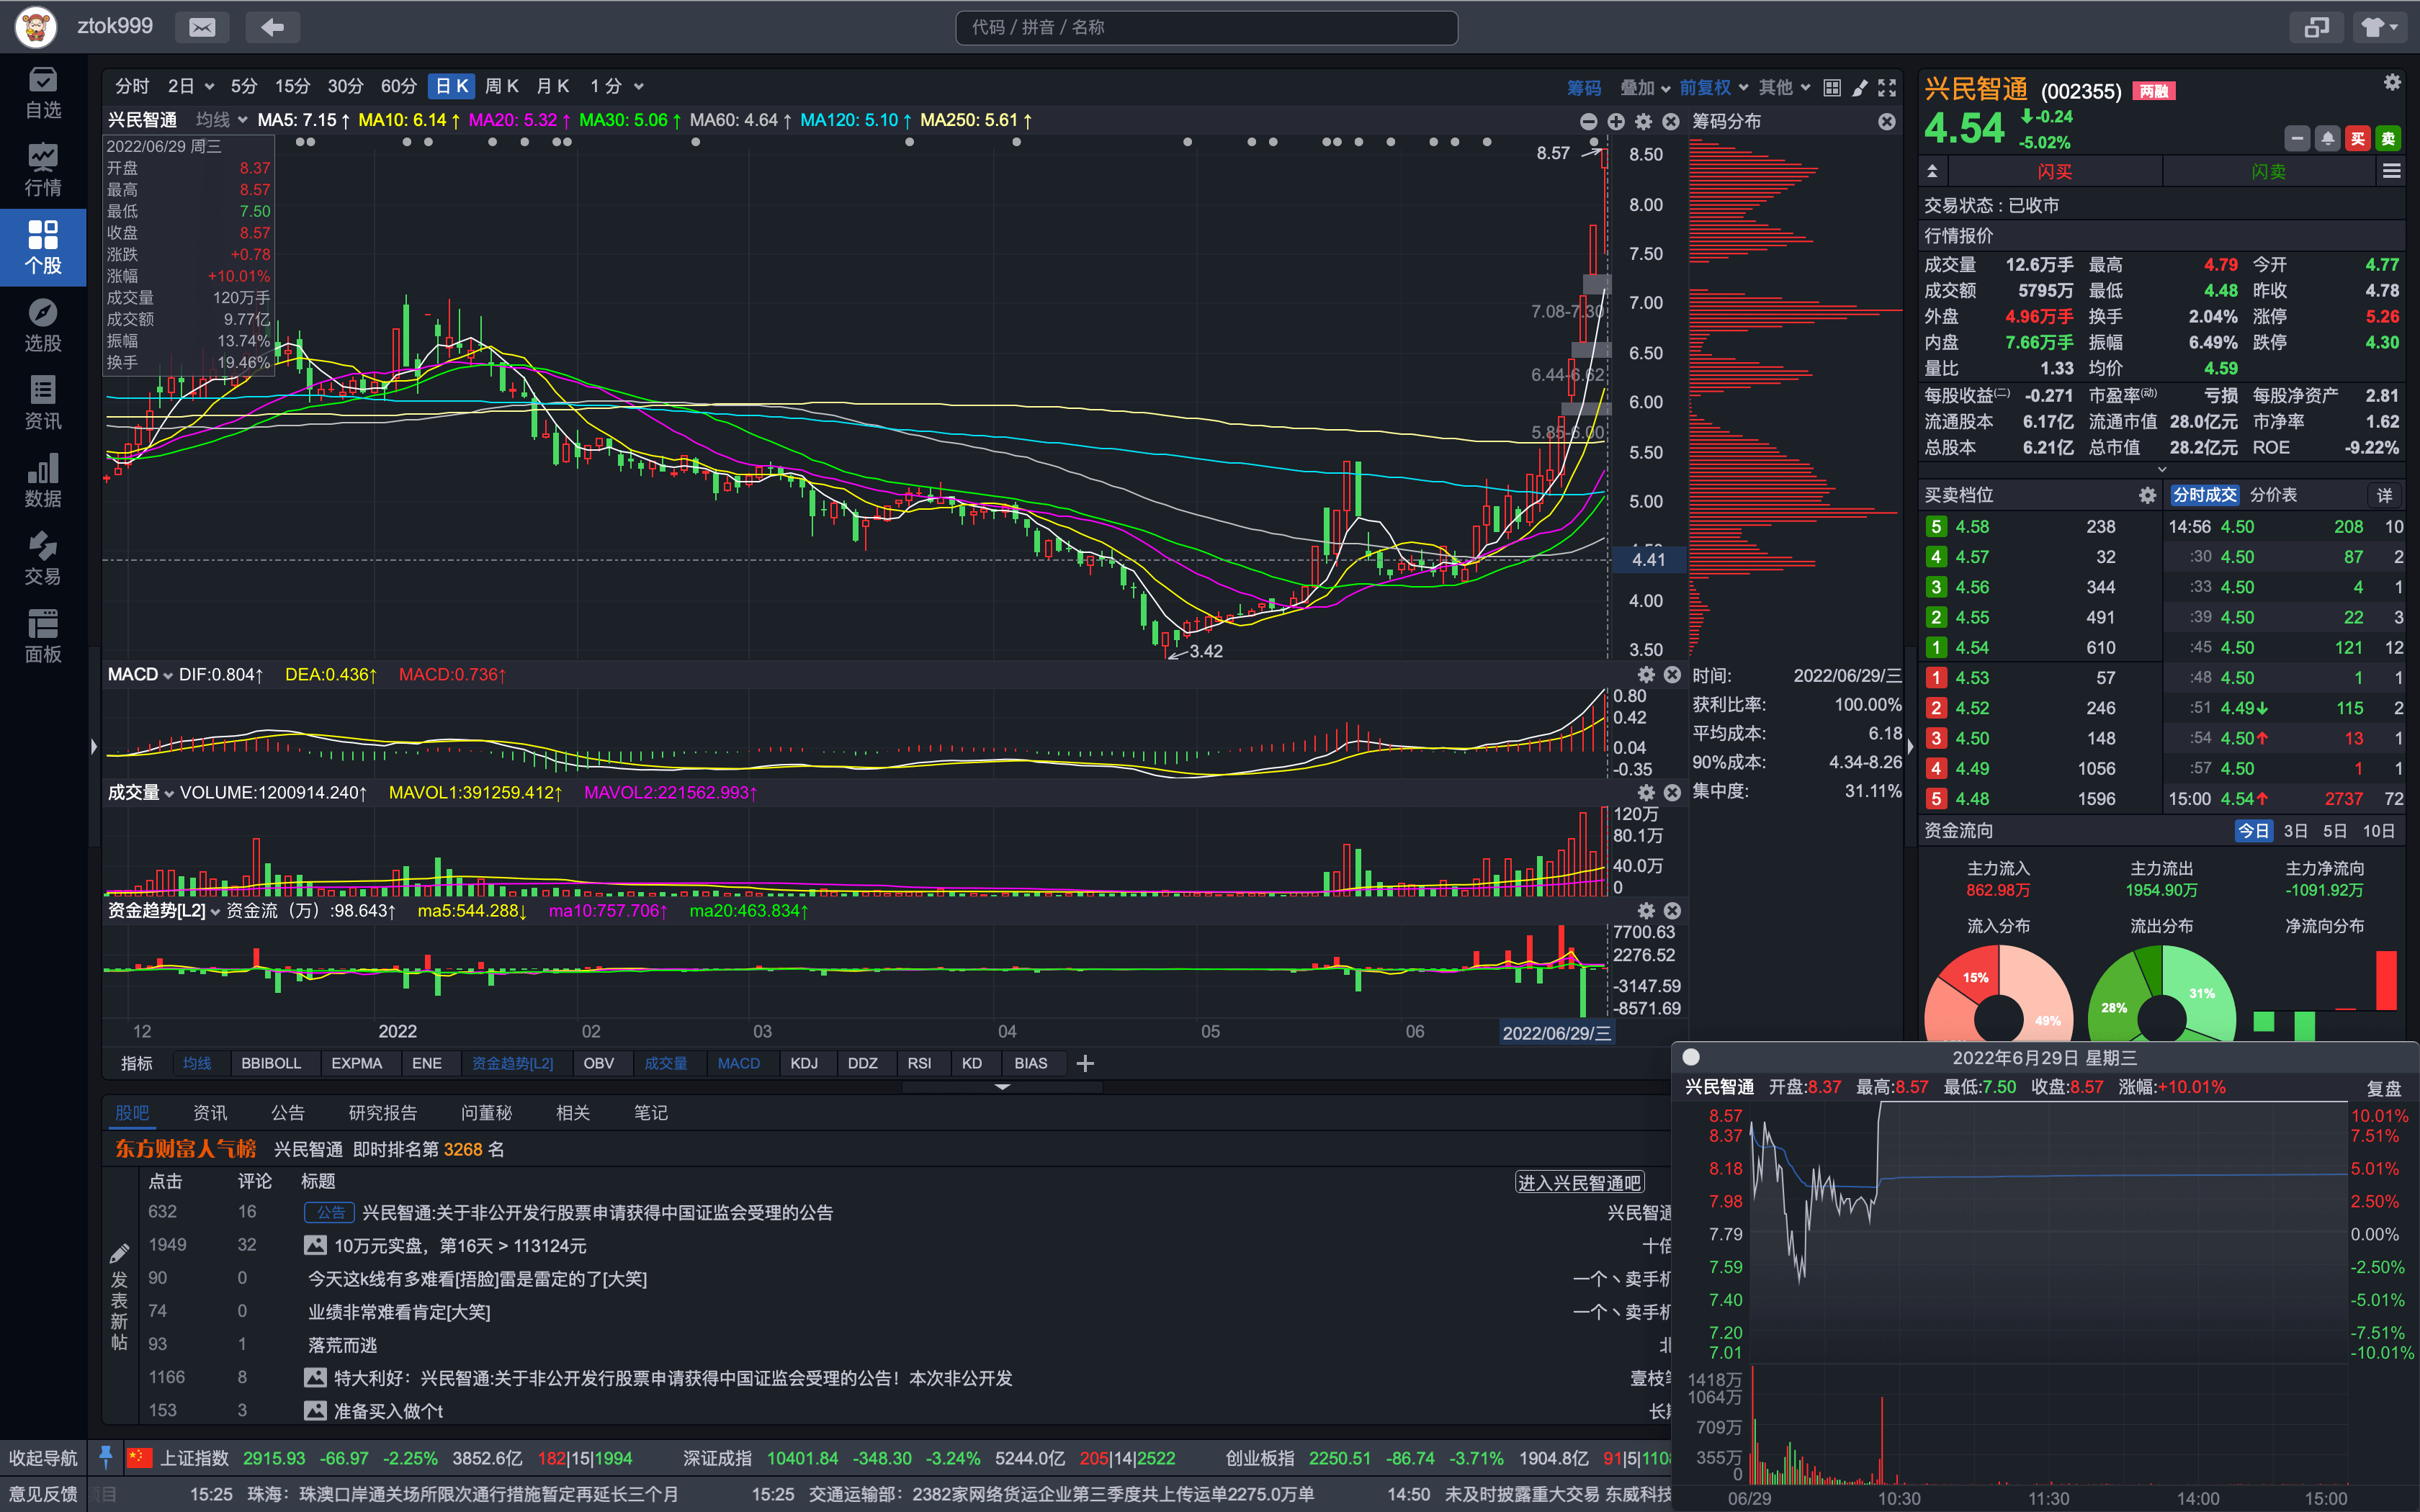 ztok999
代码 / 拼音 / 名称
自选
行情
个股
选股
资讯
数据
交易
面板
收起导航
意见反馈
分时 2日 5分 15分 30分 60分 日K 周K 月K 1分
筹码 叠加 前复权 其他
兴民智通 均线 MA5: 7.15↑ MA10: 6.14↑ MA20: 5.32↑ MA30: 5.06↑ MA60: 4.64↑ MA120: 5.10↑ MA250: 5.61↑
筹码分布
2022/06/29 周三
开盘 8.37
最高 8.57
最低 7.50
收盘 8.57
涨跌 +0.78
涨幅 +10.01%
成交量 120万手
成交额 9.77亿
振幅 13.74%
换手 19.46%
8.57
7.08-7.30
6.44-6.62
5.85-6.00
3.42
8.50
8.00
7.50
7.00
6.50
6.00
5.50
5.00
4.41
4.00
3.50
MACD DIF:0.804↑ DEA:0.436↑ MACD:0.736↑
0.80
0.42
0.04
-0.35
成交量 VOLUME:1200914.240↑ MAVOL1:391259.412↑ MAVOL2:221562.993↑
120万
80.1万
40.0万
0
资金趋势[L2] 资金流（万）:98.643↑ ma5:544.288↓ ma10:757.706↑ ma20:463.834↑
7700.63
2276.52
-3147.59
-8571.69
12 2022 02 03 04 05 06 2022/06/29/三
时间: 2022/06/29/三
获利比率: 100.00%
平均成本: 6.18
90%成本: 4.34-8.26
集中度: 31.11%
指标 均线 BBIBOLL EXPMA ENE 资金趋势[L2] OBV 成交量 MACD KDJ DDZ RSI KD BIAS
股吧 资讯 公告 研究报告 问董秘 相关 笔记
东方财富人气榜 兴民智通 即时排名第 3268 名
点击 评论 标题 进入兴民智通吧
632 16 公告 兴民智通:关于非公开发行股票申请获得中国证监会受理的公告 兴民智通
1949 32 10万元实盘，第16天 > 113124元 十倍
90 0 今天这k线有多难看[捂脸]雷是雷定的了[大笑] 一个丶卖手机
74 0 业绩非常难看肯定[大笑] 一个丶卖手机
93 1 落荒而逃
1166 8 特大利好：兴民智通:关于非公开发行股票申请获得中国证监会受理的公告！本次非公开发 壹枝
153 3 准备买入做个t
发表新帖
兴民智通 (002355) 两融
4.54 -0.24
-5.02%
买 卖
闪买 闪卖
交易状态：已收市
行情报价
成交量 12.6万手 最高 4.79 今开 4.77
成交额 5795万 最低 4.48 昨收 4.78
外盘 4.96万手 换手 2.04% 涨停 5.26
内盘 7.66万手 振幅 6.49% 跌停 4.30
量比 1.33 均价 4.59
每股收益(二) -0.271 市盈率(动) 亏损 每股净资产 2.81
流通股本 6.17亿 流通市值 28.0亿元 市净率 1.62
总股本 6.21亿 总市值 28.2亿元 ROE -9.22%
买卖档位 分时成交 分价表 详
5 4.58 238 14:56 4.50 208 10
4 4.57 32 :30 4.50 87 2
3 4.56 344 :33 4.50 4 1
2 4.55 491 :39 4.50 22 3
1 4.54 610 :45 4.50 121 12
1 4.53 57 :48 4.50 1 1
2 4.52 246 :51 4.49↓ 115 2
3 4.50 148 :54 4.50↑ 13 1
4 4.49 1056 :57 4.50 1 1
5 4.48 1596 15:00 4.54↑ 2737 72
资金流向 今日 3日 5日 10日
主力流入 主力流出 主力净流向
862.98万 1954.90万 -1091.92万
流入分布 流出分布 净流向分布
15% 49% 28% 31%
2022年6月29日 星期三
兴民智通 开盘:8.37 最高:8.57 最低:7.50 收盘:8.57 涨幅:+10.01% 复盘
8.57 10.01%
8.37 7.51%
8.18 5.01%
7.98 2.50%
7.79 0.00%
7.59 -2.50%
7.40 -5.01%
7.20 -7.51%
7.01 -10.01%
1418万
1064万
709万
355万
0
06/29 10:30 11:30 14:00 15:00
上证指数 2915.93 -66.97 -2.25% 3852.6亿 182|15|1994 深证成指 10401.84 -348.30 -3.24% 5244.0亿 205|14|2522 创业板指 2250.51 -86.74 -3.71% 1904.8亿 91|5|1108
15:25 珠海：珠澳口岸通关场所限次通行措施暂定再延长三个月 15:25 交通运输部：2382家网络货运企业第三季度共上传运单2275.0万单 14:50 未及时披露重大交易 东威科技